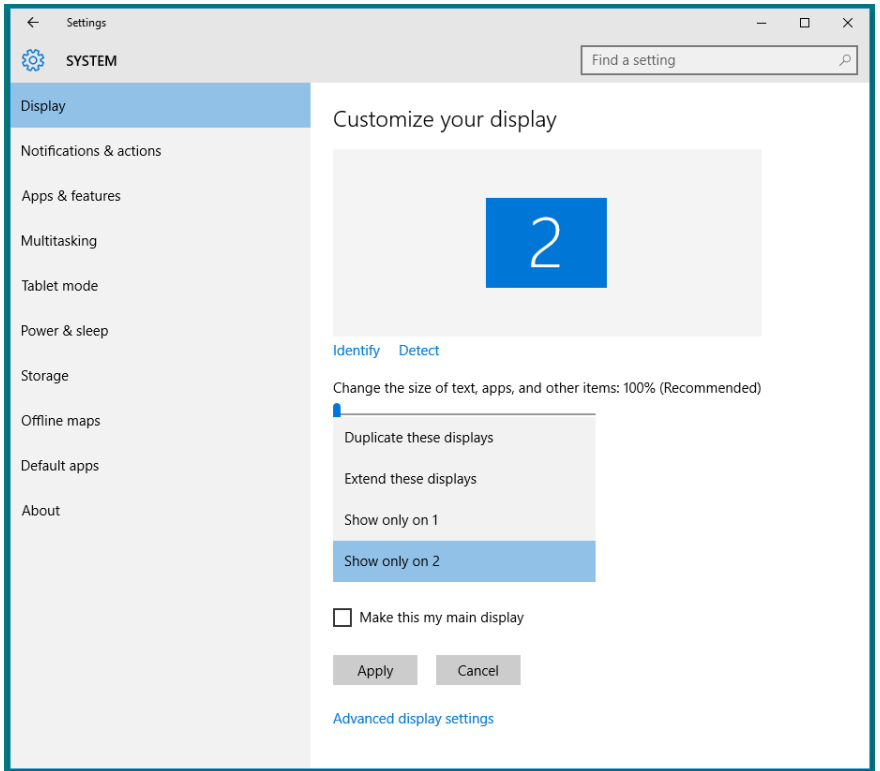 Settings
SYSTEM
Find a setting
Display
Notifications & actions
Apps & features
Multitasking
Tablet mode
Power & sleep
Storage
Offline maps
Default apps
About
Customize your display
2
Identify Detect
Change the size of text, apps, and other items: 100% (Recommended)
Duplicate these displays
Extend these displays
Show only on 1
Show only on 2
Make this my main display
Apply Cancel
Advanced display settings